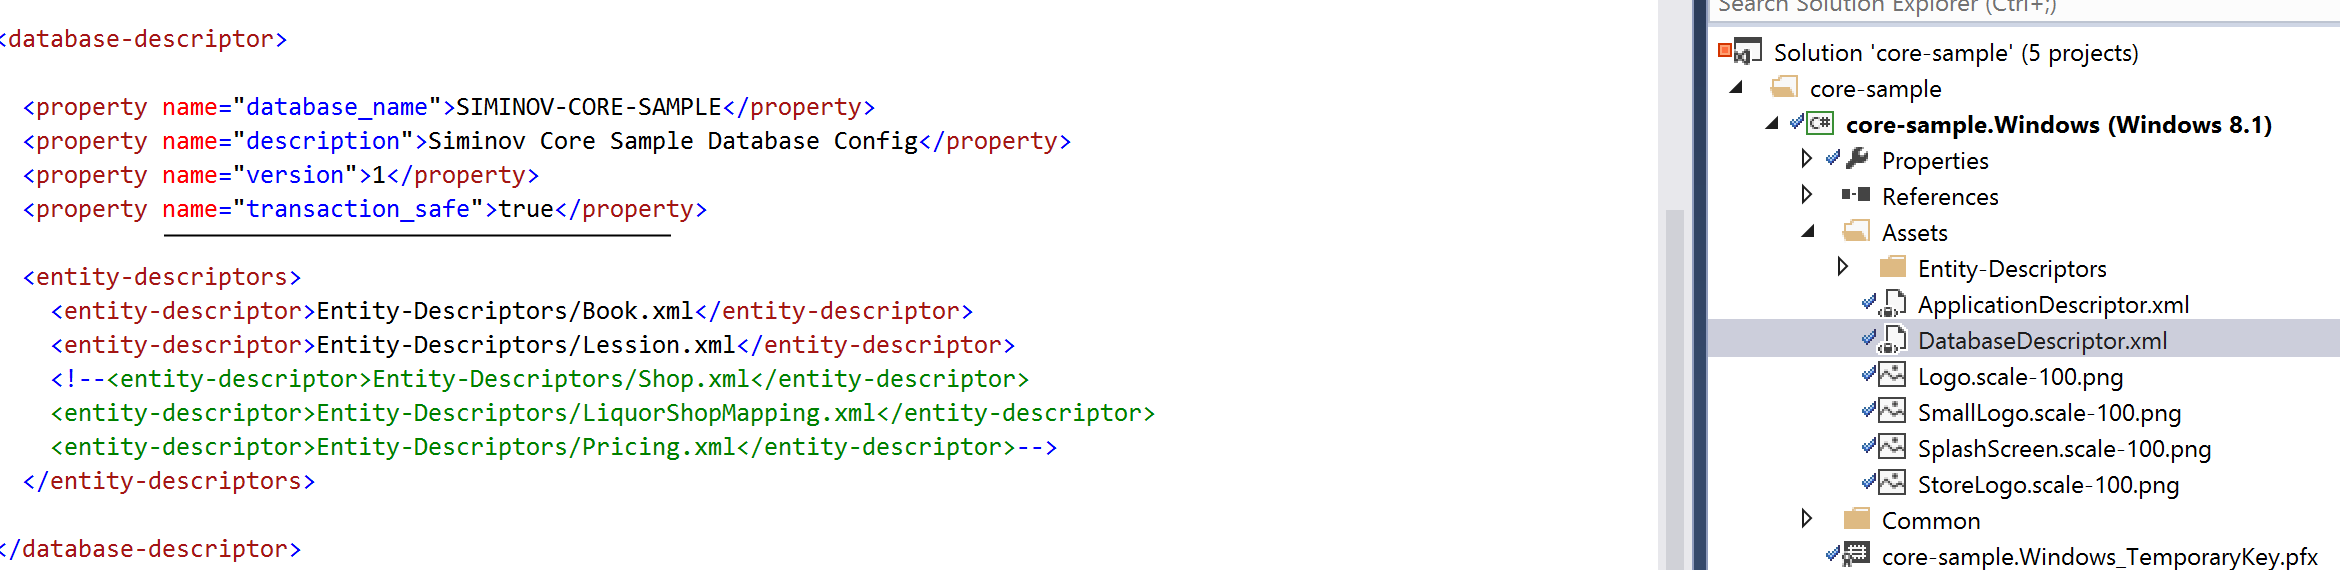 <database-descriptor>
<property name="database_name">SIMINOV-CORE-SAMPLE</property>
<property name="description">Siminov Core Sample Database Config</property>
<property name="version">1</property>
<property name="transaction_safe">true</property>
<entity-descriptors>
<entity-descriptor>Entity-Descriptors/Book.xml</entity-descriptor>
<entity-descriptor>Entity-Descriptors/Lession.xml</entity-descriptor>
<!--<entity-descriptor>Entity-Descriptors/Shop.xml</entity-descriptor>
<entity-descriptor>Entity-Descriptors/LiquorShopMapping.xml</entity-descriptor>
<entity-descriptor>Entity-Descriptors/Pricing.xml</entity-descriptor>-->
</entity-descriptors>
</database-descriptor>
Search Solution Explorer (Ctrl+;)
Solution 'core-sample' (5 projects)
core-sample
C# core-sample.Windows (Windows 8.1)
Properties
References
Assets
Entity-Descriptors
ApplicationDescriptor.xml
DatabaseDescriptor.xml
Logo.scale-100.png
SmallLogo.scale-100.png
SplashScreen.scale-100.png
StoreLogo.scale-100.png
Common
core-sample.Windows_TemporaryKey.pfx